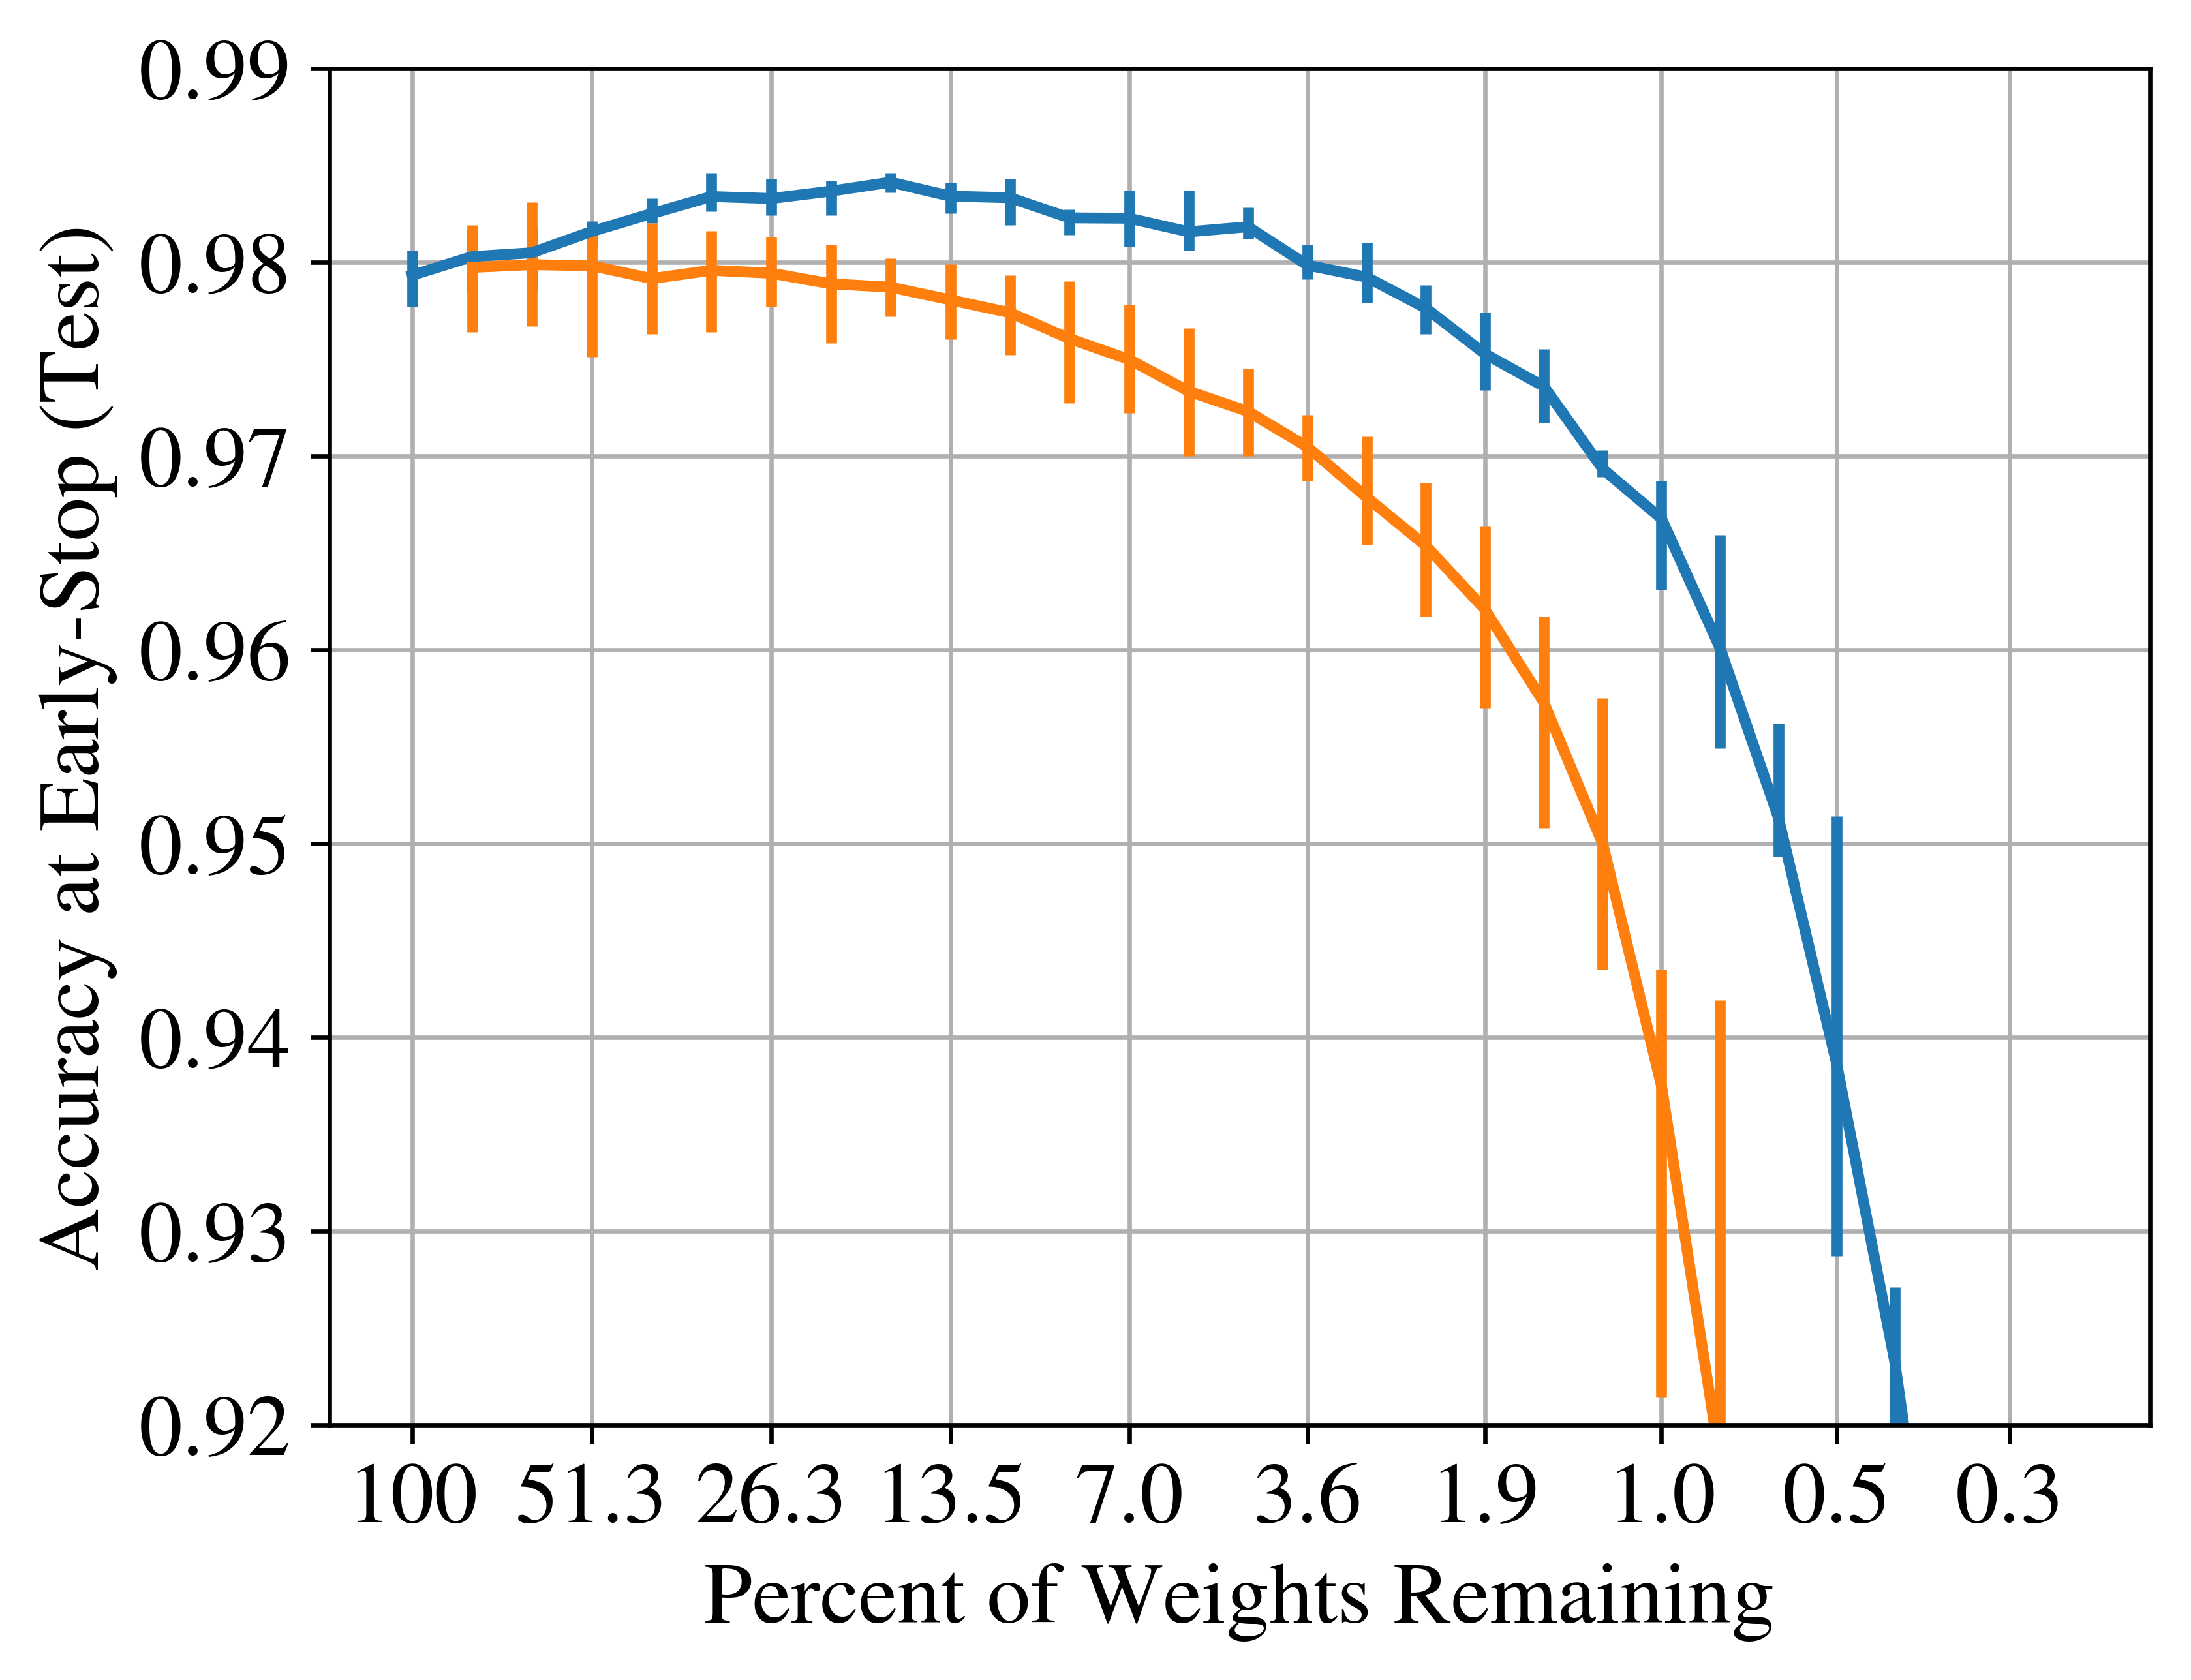 Accuracy at Early-Stop (Test)
0.99
0.98
0.97
0.96
0.95
0.94
0.93
0.92
100 51.3 26.3 13.5 7.0 3.6 1.9 1.0 0.5 0.3
Percent of Weights Remaining